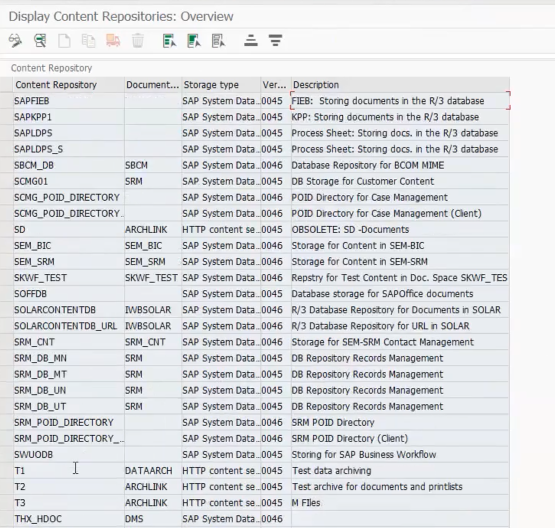 Display Content Repositories: Overview
Content Repository
Content Repository Document... Storage type Ver... Description
SAPFIEB SAP System Data...0045 FIEB: Storing documents in the R/3 database
SAPKPP1 SAP System Data...0045 KPP: Storing documents in the R/3 database
SAPLDPS SAP System Data...0045 Process Sheet: Storing docs. in the R/3 database
SAPLDPS_S SAP System Data...0045 Process Sheet: Storing docs. in the R/3 database
SBCM_DB SBCM SAP System Data...0046 Database Repository for BCOM MIME
SCMG01 SRM SAP System Data...0045 DB Storage for Customer Content
SCMG_POID_DIRECTORY SAP System Data...0046 POID Directory for Case Management
SCMG_POID_DIRECTORY... SAP System Data...0046 POID Directory for Case Management (Client)
SD ARCHLINK HTTP content se...0045 OBSOLETE: SD -Documents
SEM_BIC SEM_BIC SAP System Data...0046 Storage for Content in SEM-BIC
SEM_SRM SEM_SRM SAP System Data...0046 Storage for Content in SEM-SRM
SKWF_TEST SKWF_TEST SAP System Data...0046 Repstry for Test Content in Doc. Space SKWF_TES
SOFFDB SAP System Data...0045 Database storage for SAPOffice documents
SOLARCONTENTDB IWBSOLAR SAP System Data...0046 R/3 Database Repository for Documents in SOLAR
SOLARCONTENTDB_URL IWBSOLAR SAP System Data...0046 R/3 Database Repository for URL in SOLAR
SRM_CNT SRM_CNT SAP System Data...0046 Storage for SEM-SRM Contact Management
SRM_DB_MN SRM SAP System Data...0045 DB Repository Records Management
SRM_DB_MT SRM SAP System Data...0045 DB Repository Records Management
SRM_DB_UN SRM SAP System Data...0045 DB Repository Records Management
SRM_DB_UT SRM SAP System Data...0045 DB Repository Records Management
SRM_POID_DIRECTORY SAP System Data...0046 SRM POID Directory
SRM_POID_DIRECTORY_... SAP System Data...0046 SRM POID Directory (Client)
SWUODB SAP System Data...0045 Storing for SAP Business Workflow
T1 DATAARCH HTTP content se...0045 Test data archiving
T2 ARCHLINK HTTP content se...0045 Test archive for documents and printlists
T3 ARCHLINK HTTP content se...0045 M FIles
THX_HDOC DMS SAP System Data...0046